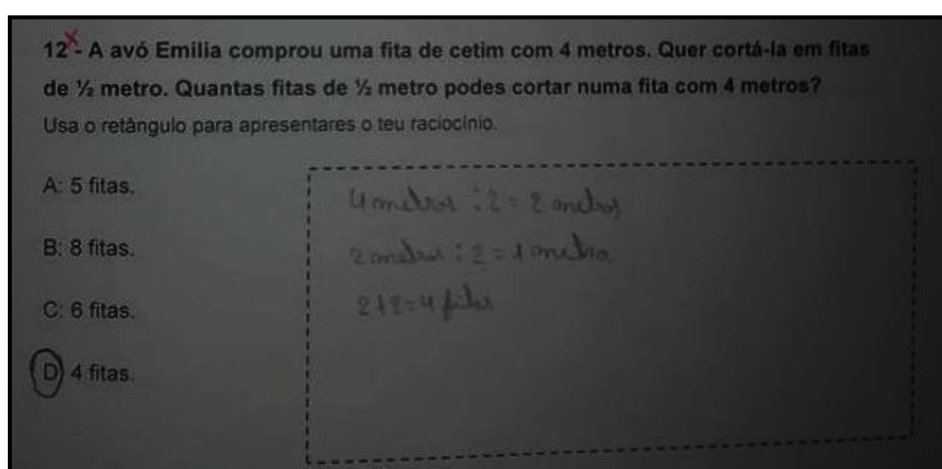 12 - A avó Emilia comprou uma fita de cetim com 4 metros. Quer cortá-la em fitas
de ½ metro. Quantas fitas de ½ metro podes cortar numa fita com 4 metros?
Usa o retângulo para apresentares o teu raciocínio.
A: 5 fitas.
B: 8 fitas.
C: 6 fitas.
D) 4 fitas.
4 metros : 2 = 2 metros
2 metros : 2 = 1 metro
2+2=4 fitas